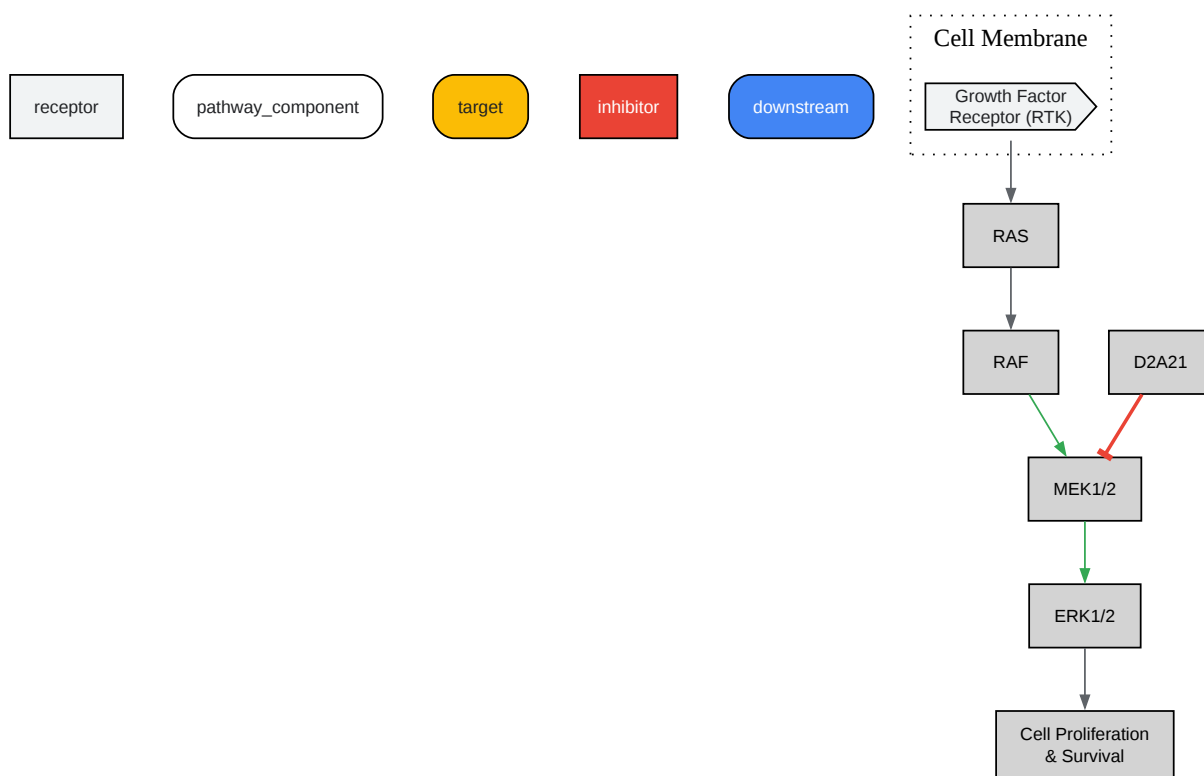 Cell Membrane
receptor
pathway_component
target
inhibitor
downstream
Growth Factor
Receptor (RTK)
RAS
RAF
D2A21
MEK1/2
ERK1/2
Cell Proliferation
& Survival